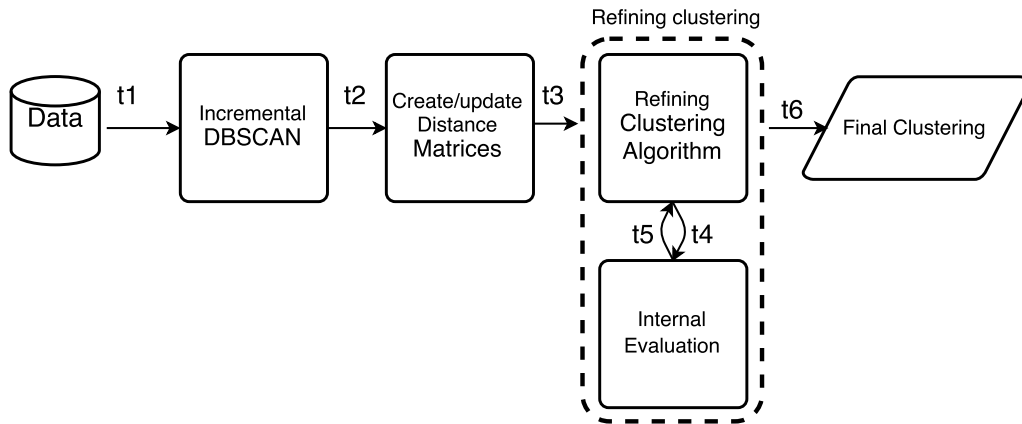 Refining clustering
Data
t1
Incremental
DBSCAN
t2
Create/update
Distance
Matrices
t3
Refining
Clustering
Algorithm
t6
Final Clustering
t5
t4
Internal
Evaluation